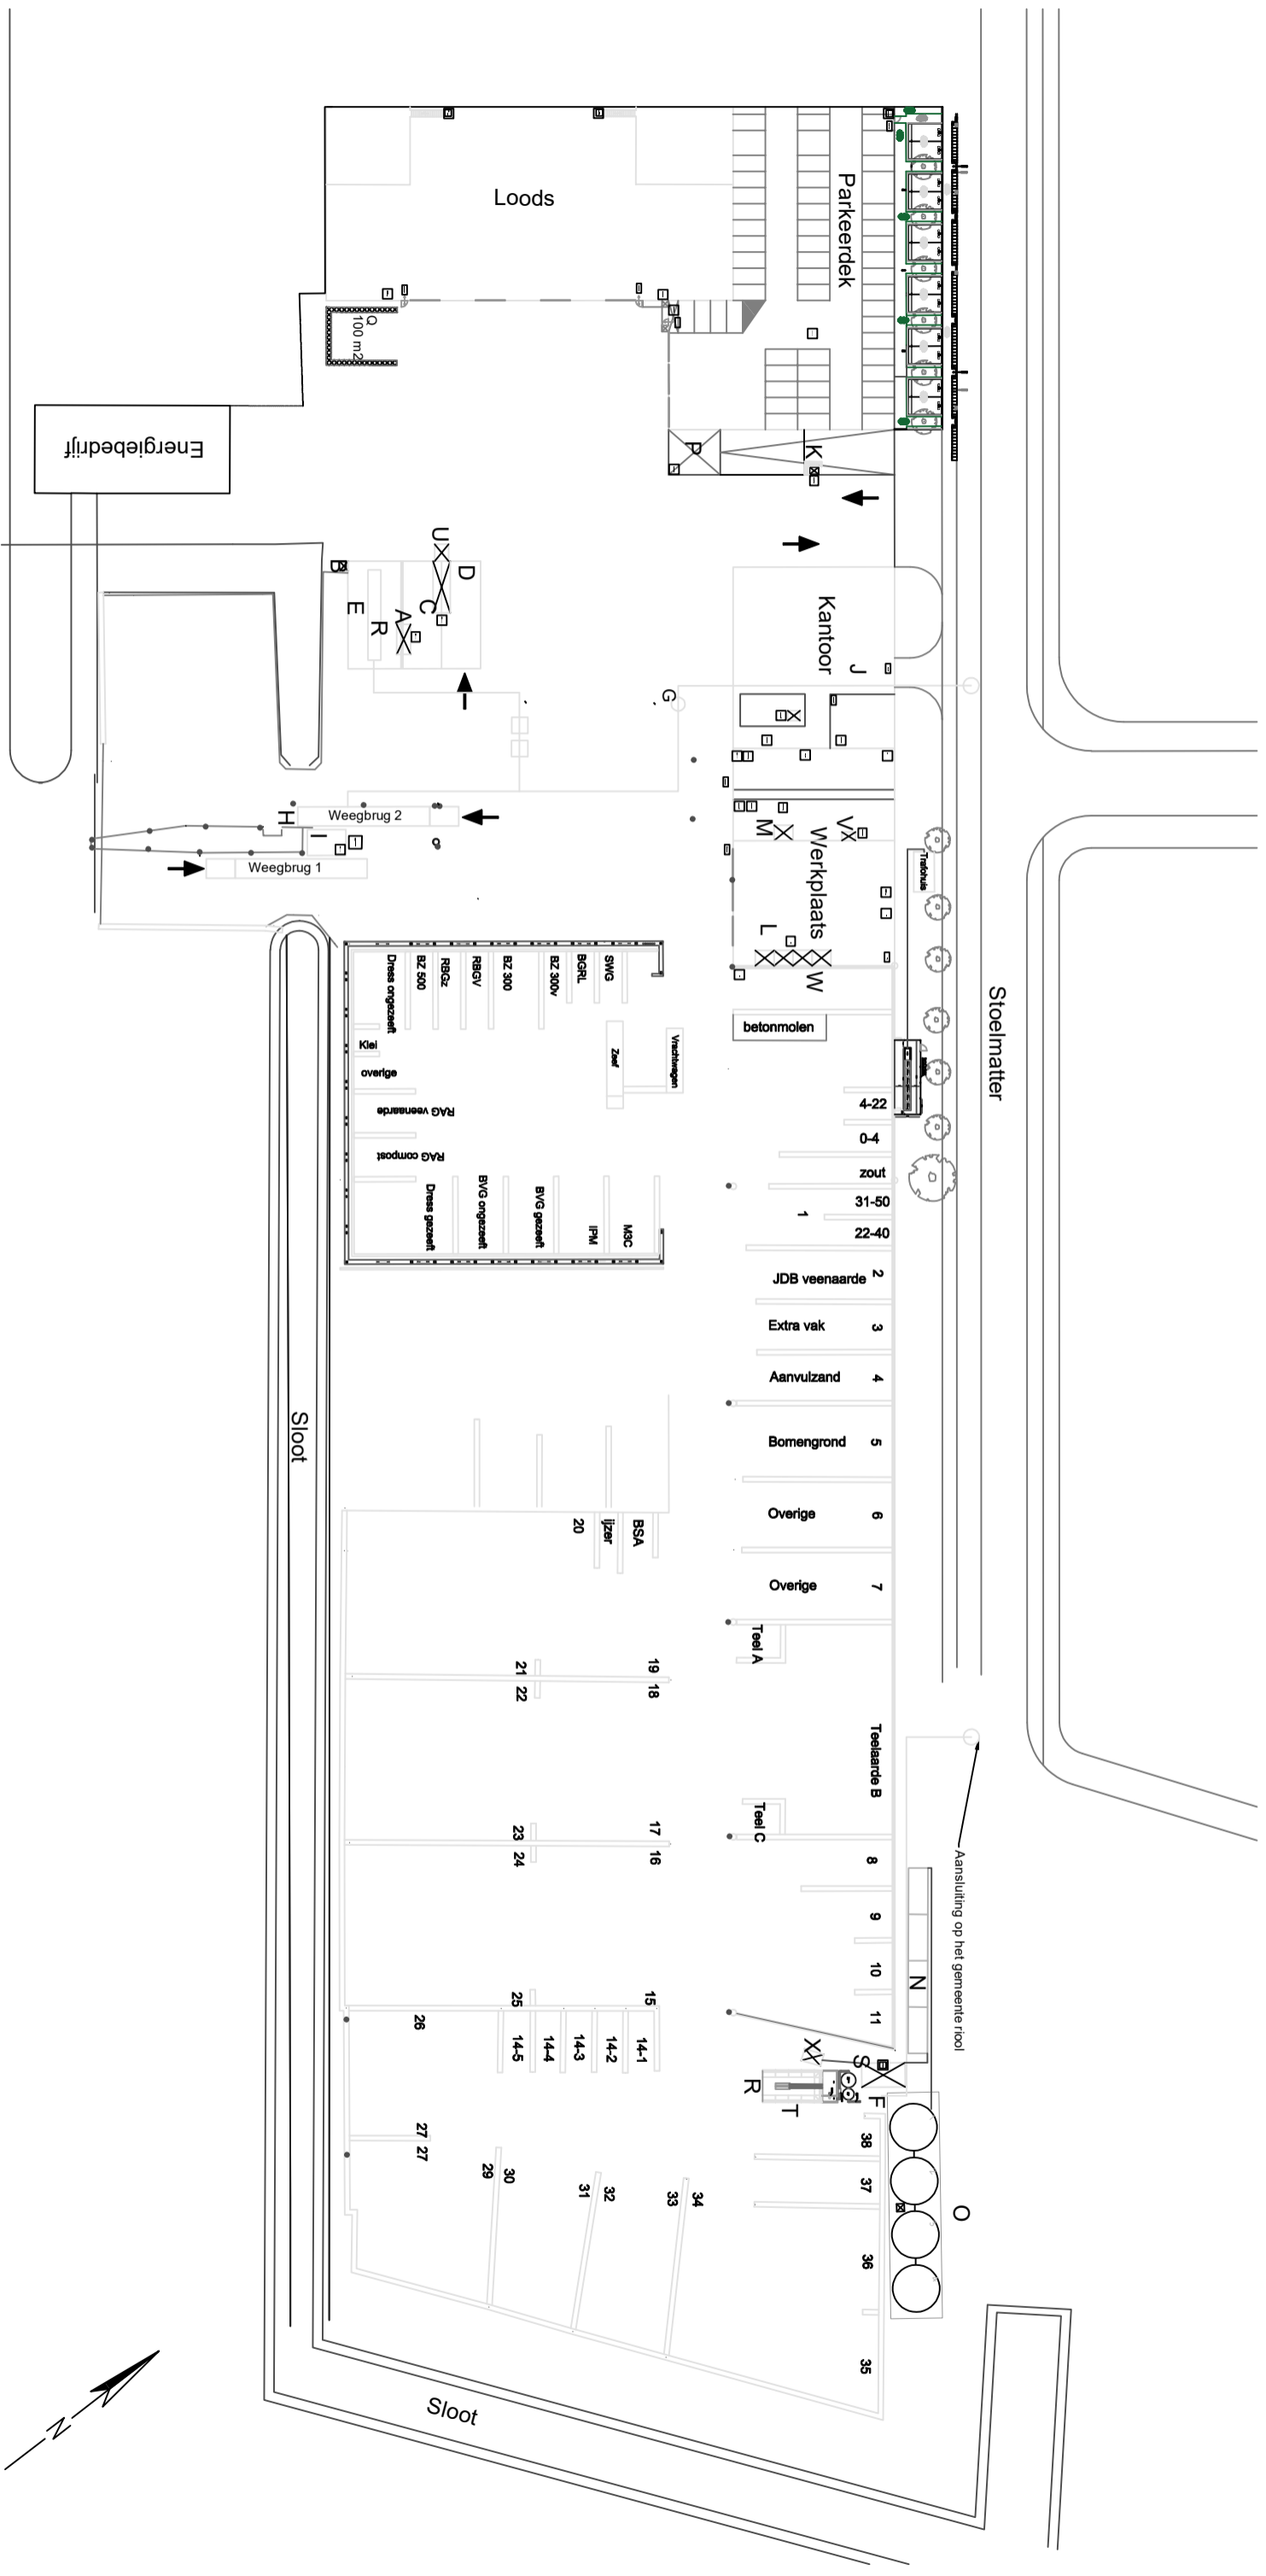 Loods
Parkeerdek
Q
100 m2
Energiebedrijf
P
K
U
D
B
C
E
A
R
Kantoor
J
G
X
H
Weegbrug 2
I
Weegbrug 1
M
VX
Werkplaats
L
W
Trafohuis
Stoelmatter
Dress ongezeeft
BZ 500
RBGz
RBGV
BZ 300
BZ 300v
BGRL
SWG
Klei
overige
Zeef
Vrachtwagen
RAG veenaarde
RAG compost
Dress gezeeft
BVG ongezeeft
BVG gezeeft
IPM
M3C
betonmolen
4-22
0-4
zout
31-50
1
22-40
JDB veenaarde
2
Extra vak
3
Aanvulzand
4
Bomengrond
5
Overige
6
Overige
7
Sloot
20
ijzer
BSA
Teel A
21
22
19
18
Teelaarde B
Teel C
23
24
17
16
8
9
10
11
N
Aansluiting op het gemeente riool
25
15
26
14-5
14-4
14-3
14-2
14-1
XX
S
R
T
F
27
27
29
30
31
32
33
34
38
37
36
35
O
Sloot
N